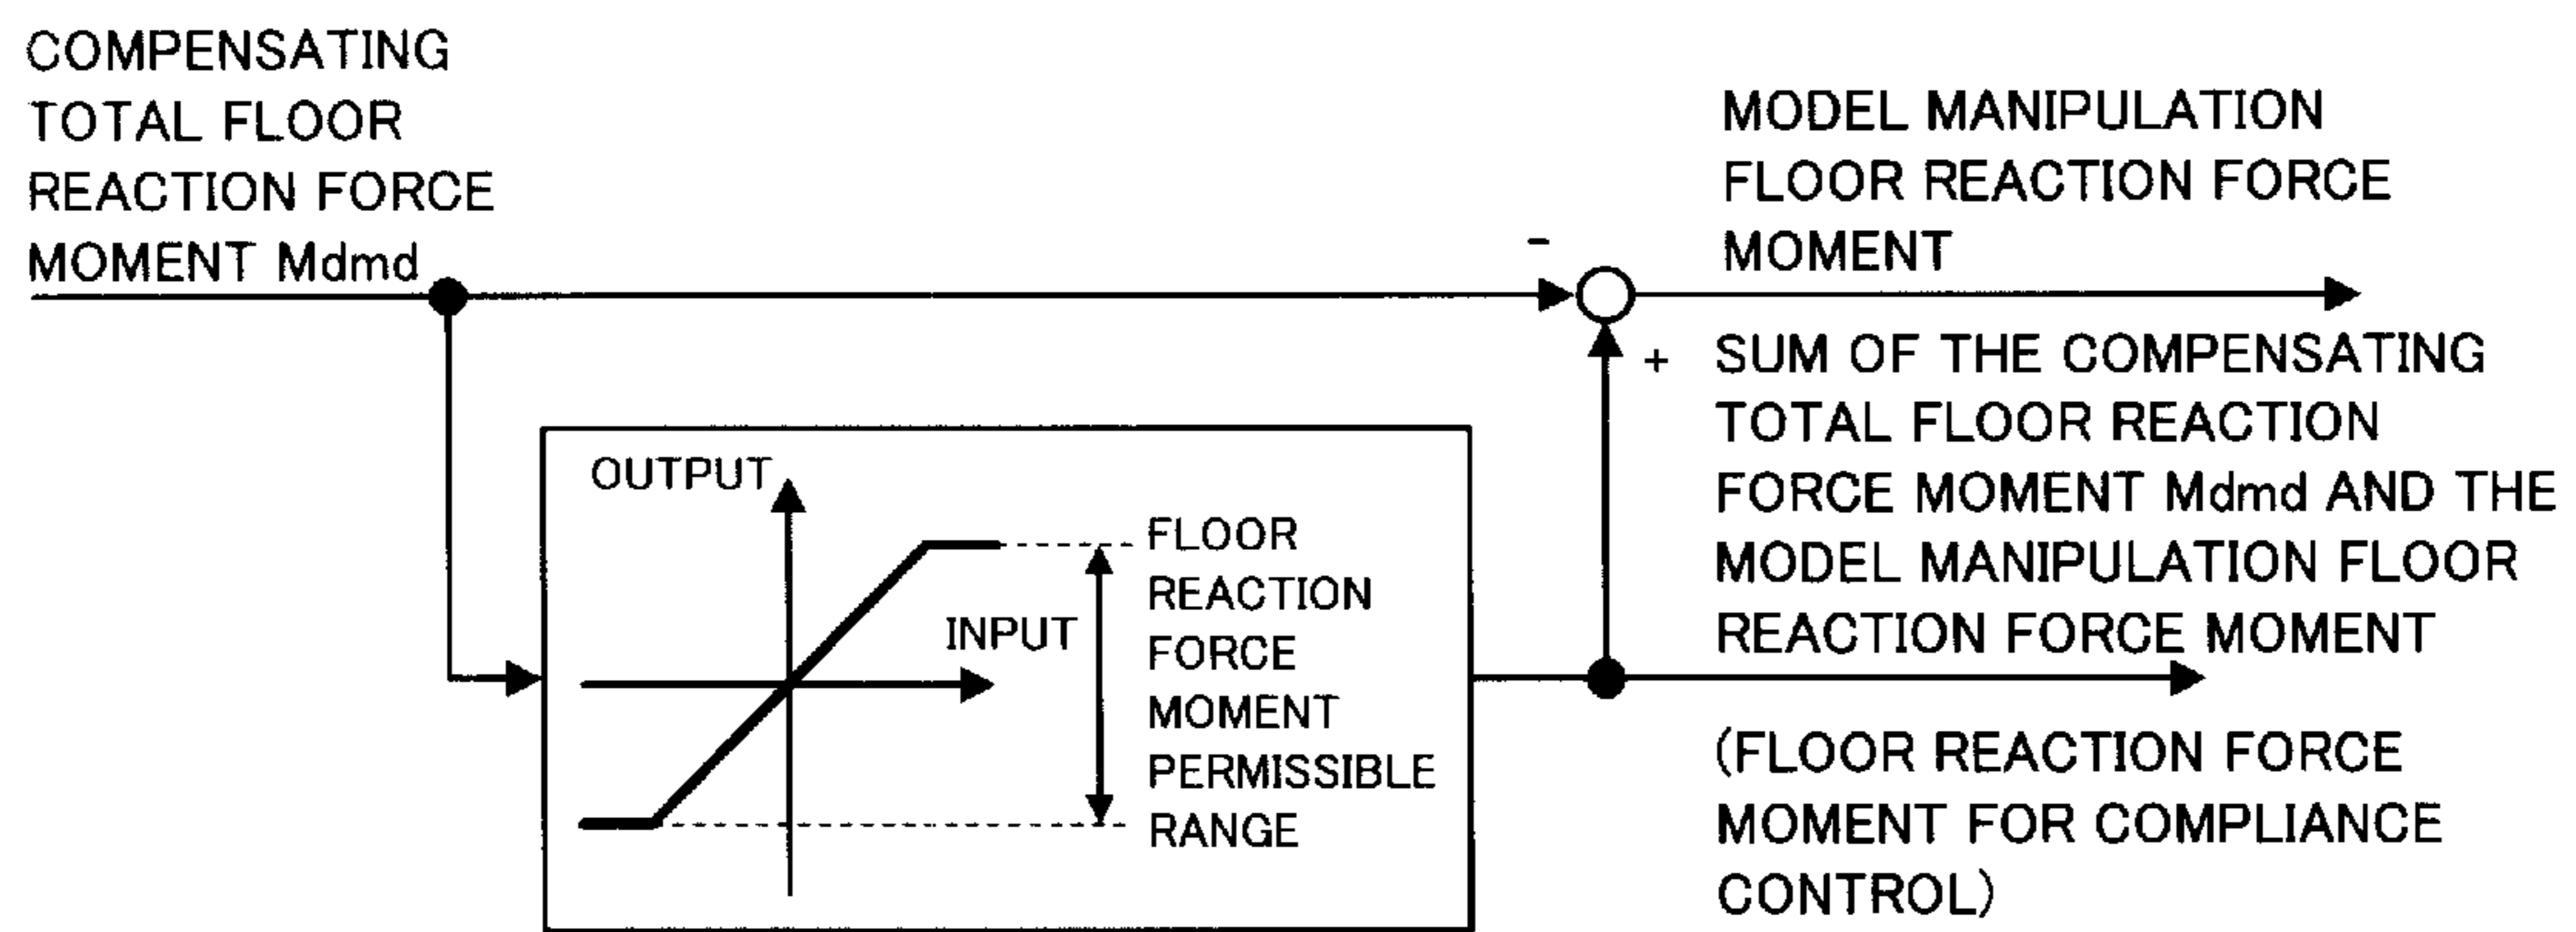 COMPENSATING
TOTAL FLOOR
REACTION FORCE
MOMENT Mdmd
MODEL MANIPULATION
FLOOR REACTION FORCE
MOMENT
-
+
SUM OF THE COMPENSATING
TOTAL FLOOR REACTION
FORCE MOMENT Mdmd AND THE
MODEL MANIPULATION FLOOR
REACTION FORCE MOMENT
(FLOOR REACTION FORCE
MOMENT FOR COMPLIANCE
CONTROL)
OUTPUT
INPUT
FLOOR
REACTION
FORCE
MOMENT
PERMISSIBLE
RANGE